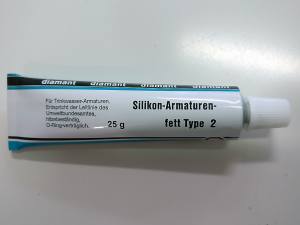 diamant diamant diamant
Silikon-Armaturen-
fett Type 2
Für Trinkwasser-Armaturen.
Entspricht der Leitlinie des
Umweltbundesamtes,
hitzebeständig,
O-Ring-verträglich.
25 g